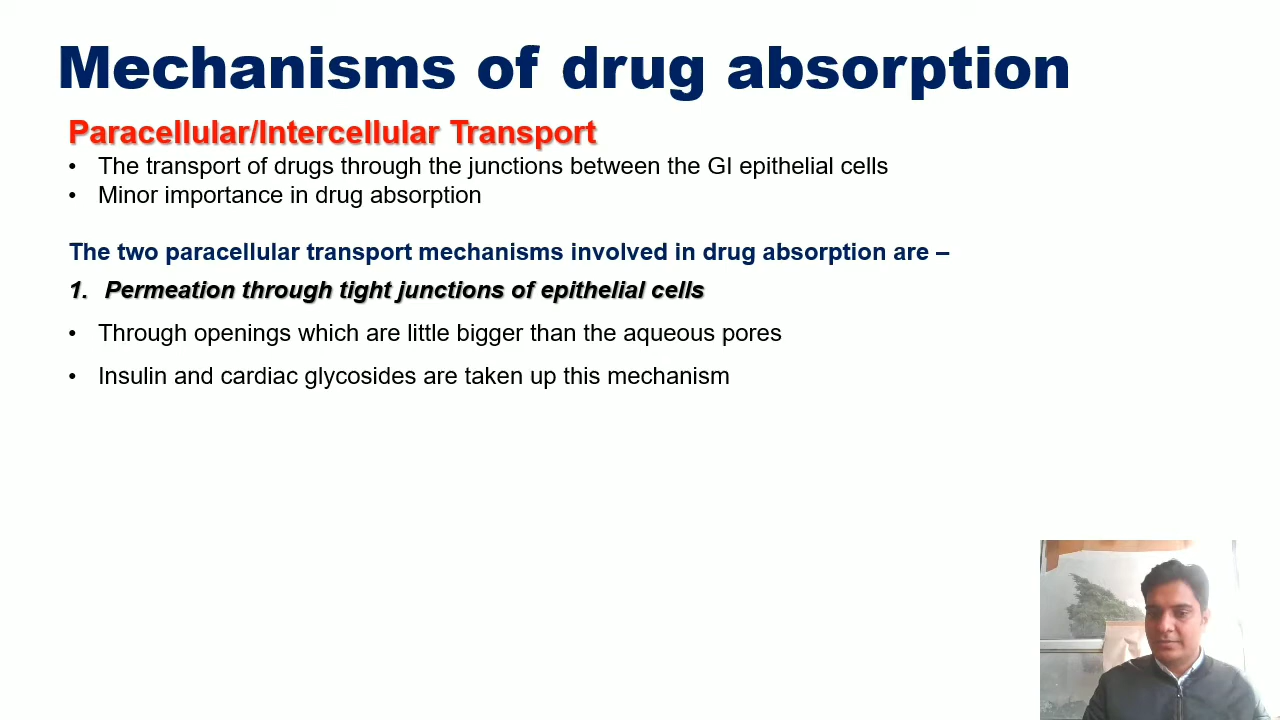 Mechanisms of drug absorption
Paracellular/Intercellular Transport
• The transport of drugs through the junctions between the GI epithelial cells
• Minor importance in drug absorption
The two paracellular transport mechanisms involved in drug absorption are –
1. Permeation through tight junctions of epithelial cells
• Through openings which are little bigger than the aqueous pores
• Insulin and cardiac glycosides are taken up this mechanism